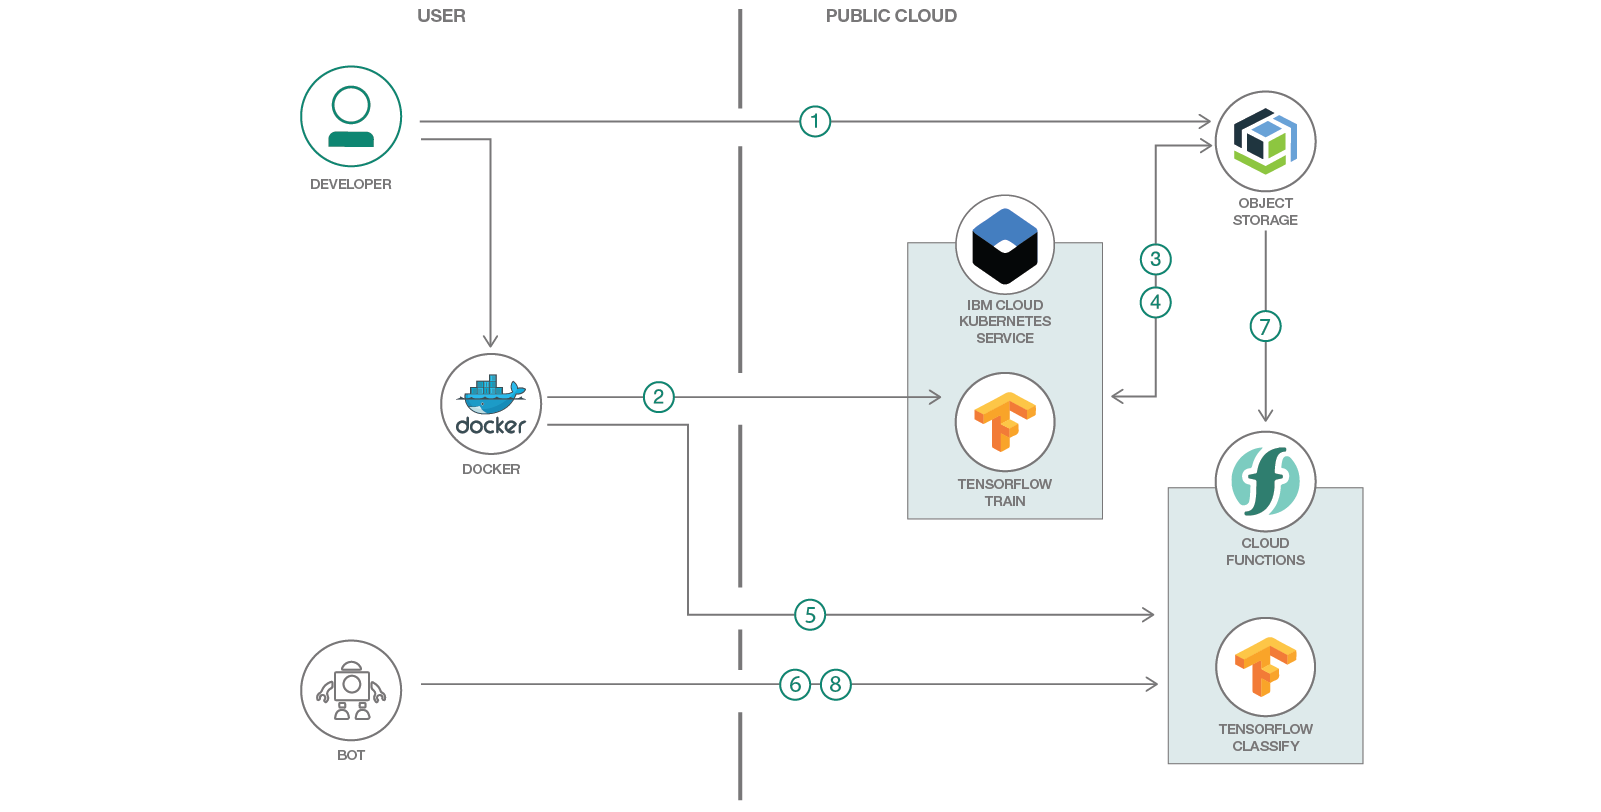 USER
PUBLIC CLOUD
1
DEVELOPER
OBJECT
STORAGE
3
4
IBM CLOUD
KUBERNETES
SERVICE
7
2
docker
DOCKER
TENSORFLOW
TRAIN
CLOUD
FUNCTIONS
5
6
8
BOT
TENSORFLOW
CLASSIFY